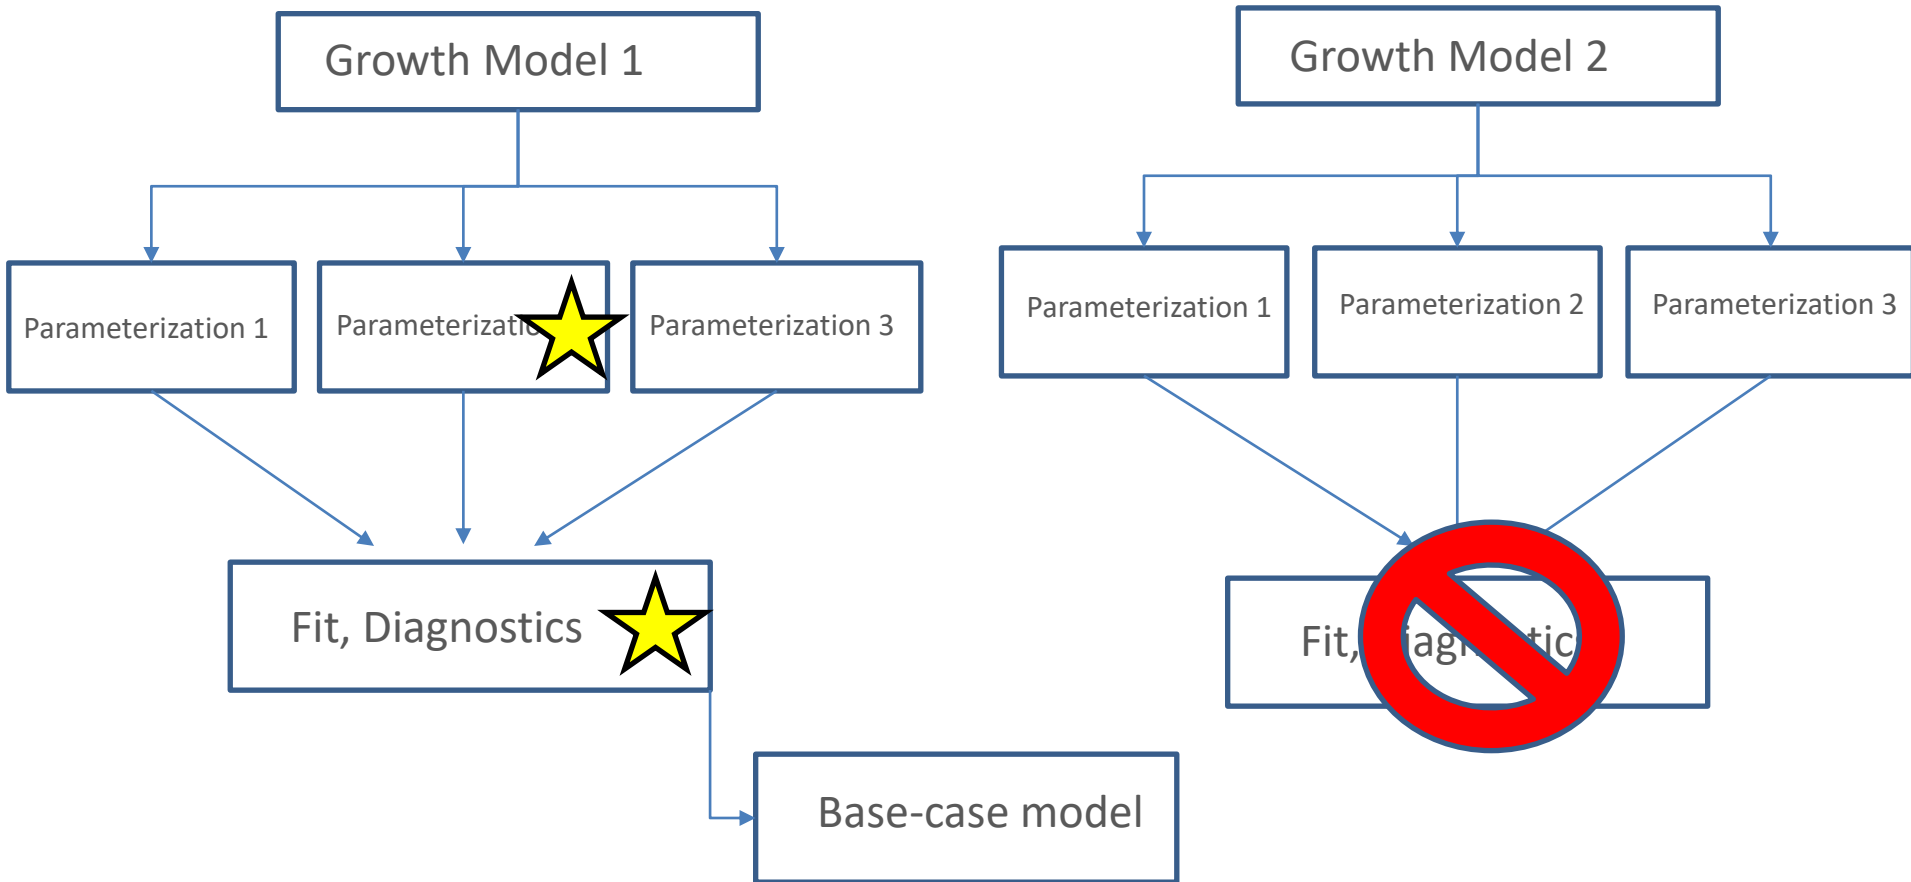 Growth Model 1
Growth Model 2
Parameterization 1
Parameterizatio
Parameterization 3
Parameterization 1
Parameterization 2
Parameterization 3
Fit, Diagnostics
Fit, Diagnostics
Base-case model